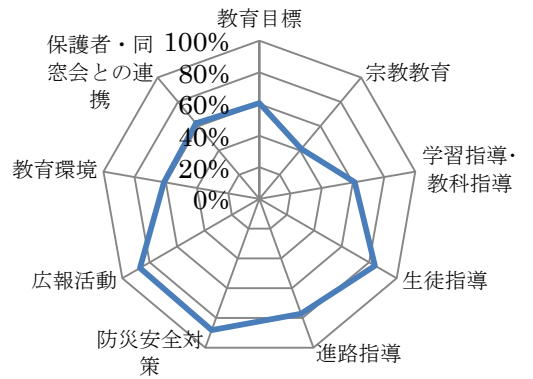 教育目標
100%
80%
60%
40%
20%
0%
宗教教育
学習指導・
教科指導
生徒指導
進路指導
防災安全対
策
広報活動
教育環境
保護者・同
窓会との連
携